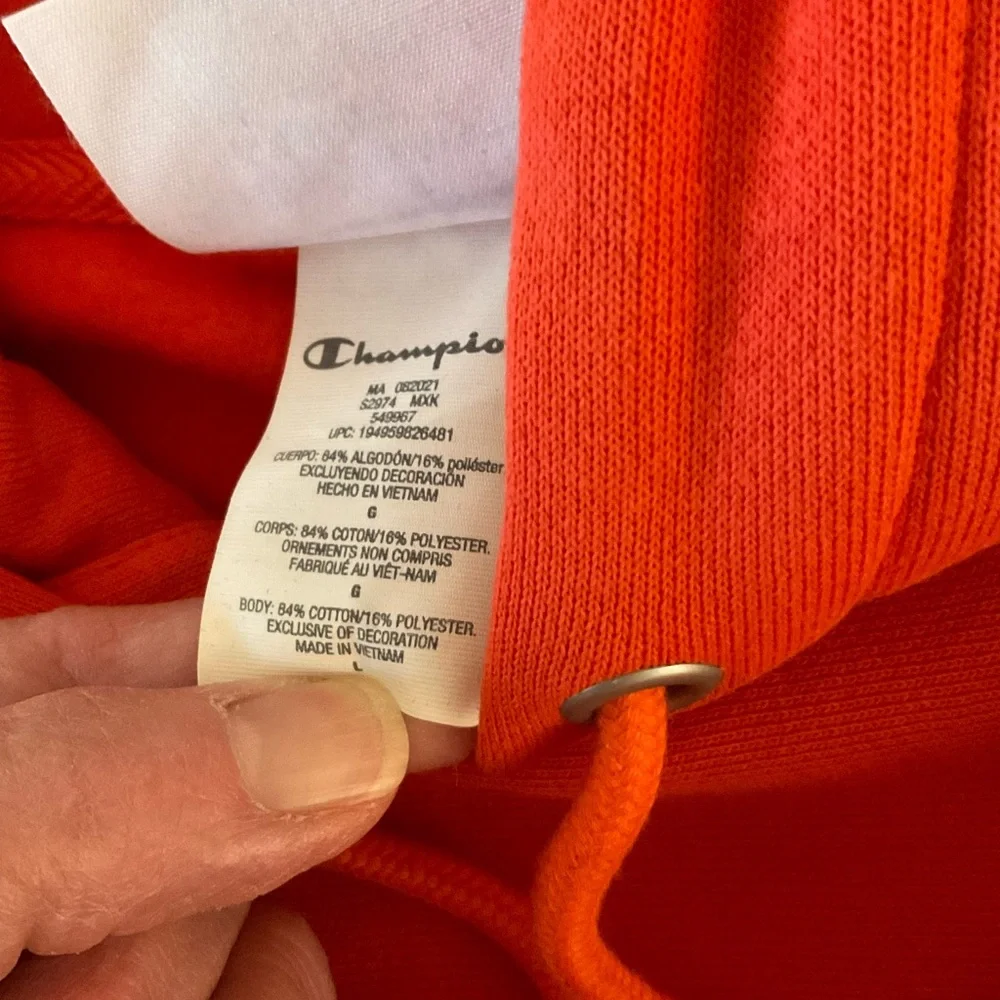 Champio
MA 082021
S2974 MXK
549967
UPC: 194959826481
CUERPO: 84% ALGODÓN/16% poliéster
EXCLUYENDO DECORACIÓN
HECHO EN VIETNAM
G
CORPS: 84% COTON/16% POLYESTER.
ORNEMENTS NON COMPRIS
FABRIQUÉ AU VIÊT-NAM
G
BODY: 84% COTTON/16% POLYESTER.
EXCLUSIVE OF DECORATION
MADE IN VIETNAM
L